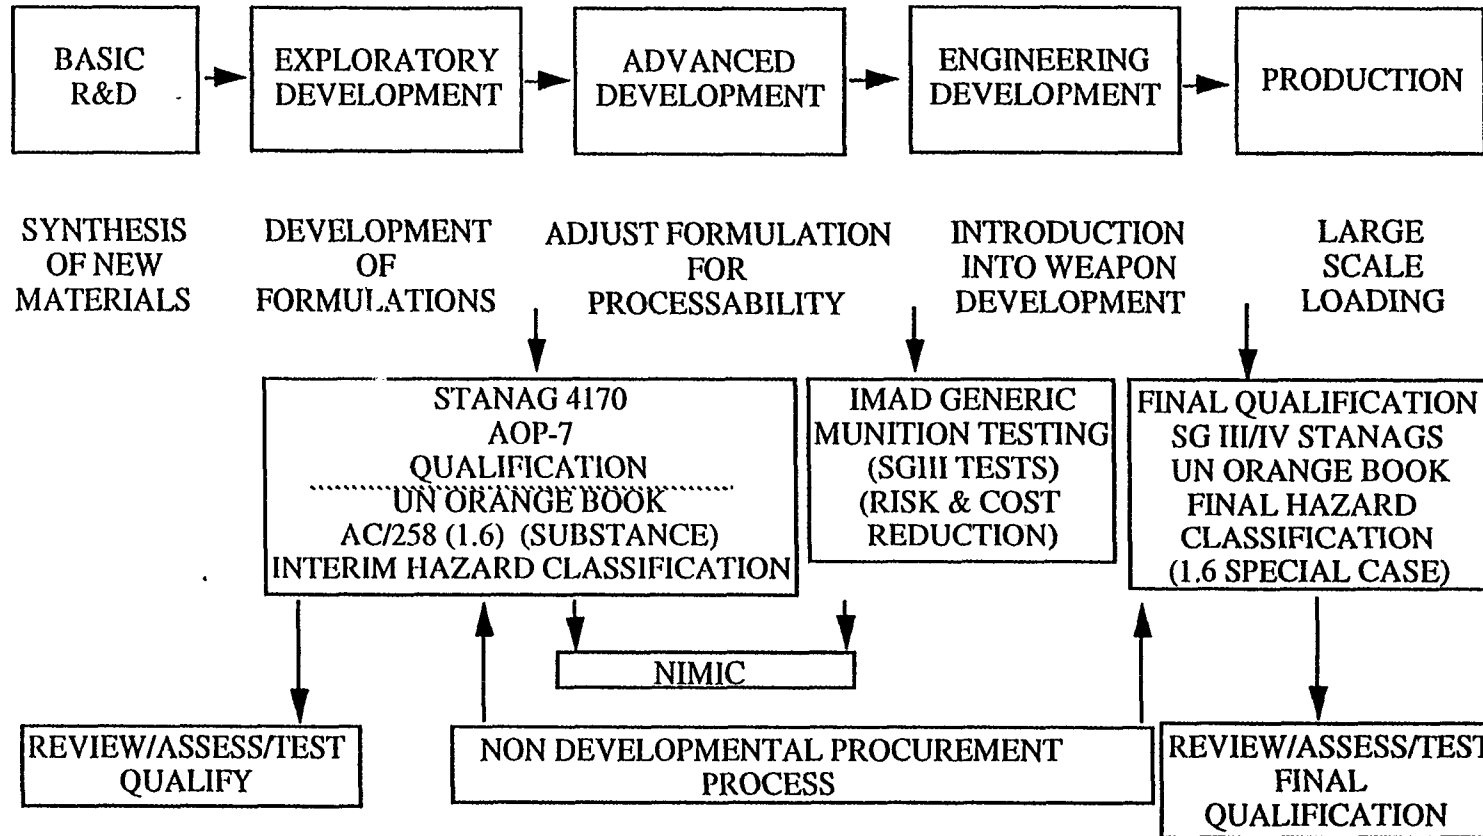 BASIC
R&D
EXPLORATORY
DEVELOPMENT
ADVANCED
DEVELOPMENT
ENGINEERING
DEVELOPMENT
PRODUCTION
SYNTHESIS
OF NEW
MATERIALS
DEVELOPMENT
OF
FORMULATIONS
ADJUST FORMULATION
FOR
PROCESSABILITY
INTRODUCTION
INTO WEAPON
DEVELOPMENT
LARGE
SCALE
LOADING
STANAG 4170
AOP-7
QUALIFICATION
UN ORANGE BOOK
AC/258 (1.6) (SUBSTANCE)
INTERIM HAZARD CLASSIFICATION
IMAD GENERIC
MUNITION TESTING
(SGIII TESTS)
(RISK & COST
REDUCTION)
FINAL QUALIFICATION
SG III/IV STANAGS
UN ORANGE BOOK
FINAL HAZARD
CLASSIFICATION
(1.6 SPECIAL CASE)
NIMIC
REVIEW/ASSESS/TEST
QUALIFY
NON DEVELOPMENTAL PROCUREMENT
PROCESS
REVIEW/ASSESS/TEST
FINAL
QUALIFICATION